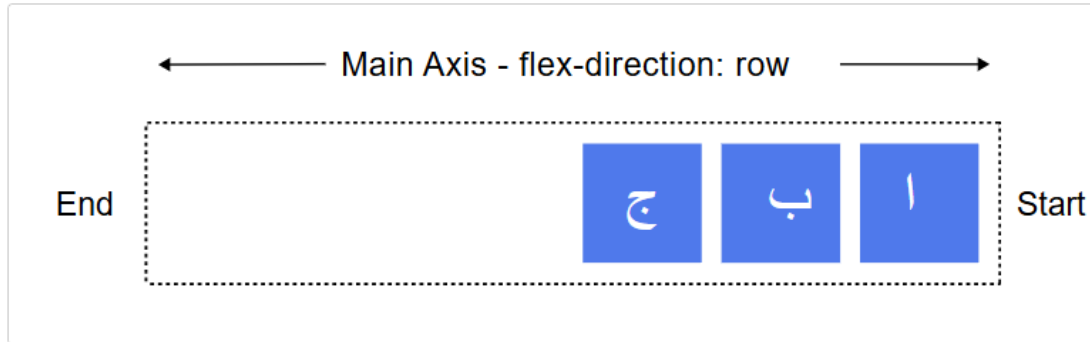 Main Axis - flex-direction: row
End
ا
ب
ج
Start